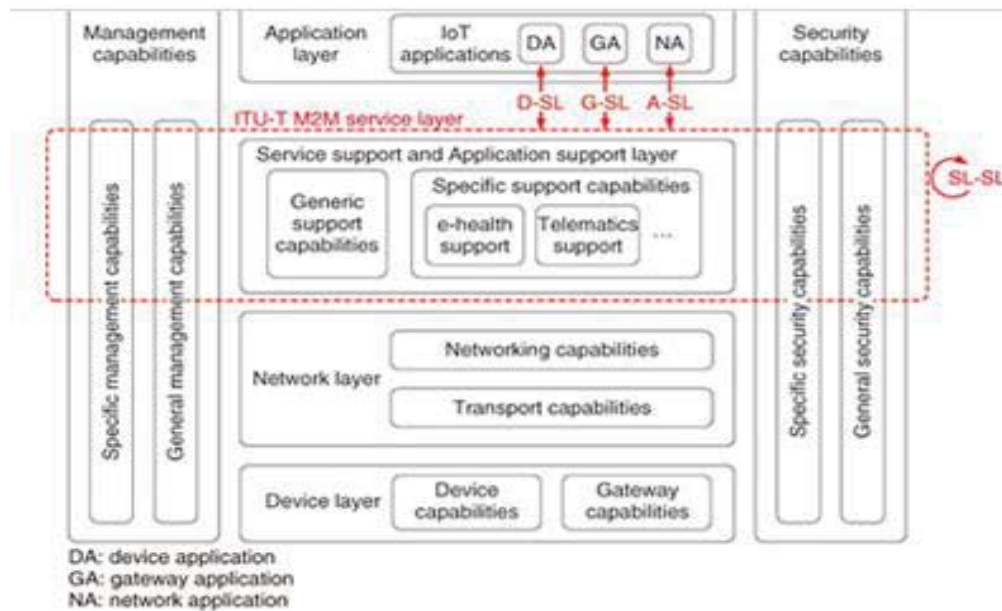 Management
capabilities
Application
layer
IoT
applications
DA
GA
NA
Security
capabilities
D-SL
G-SL
A-SL
ITU-T M2M service layer
SL-SL
Service support and Application support layer
Generic
support
capabilities
Specific support capabilities
e-health
support
Telematics
support
...
Specific management capabilities
General management capabilities
Specific security capabilities
General security capabilities
Network layer
Networking capabilities
Transport capabilities
Device layer
Device
capabilities
Gateway
capabilities
DA: device application
GA: gateway application
NA: network application